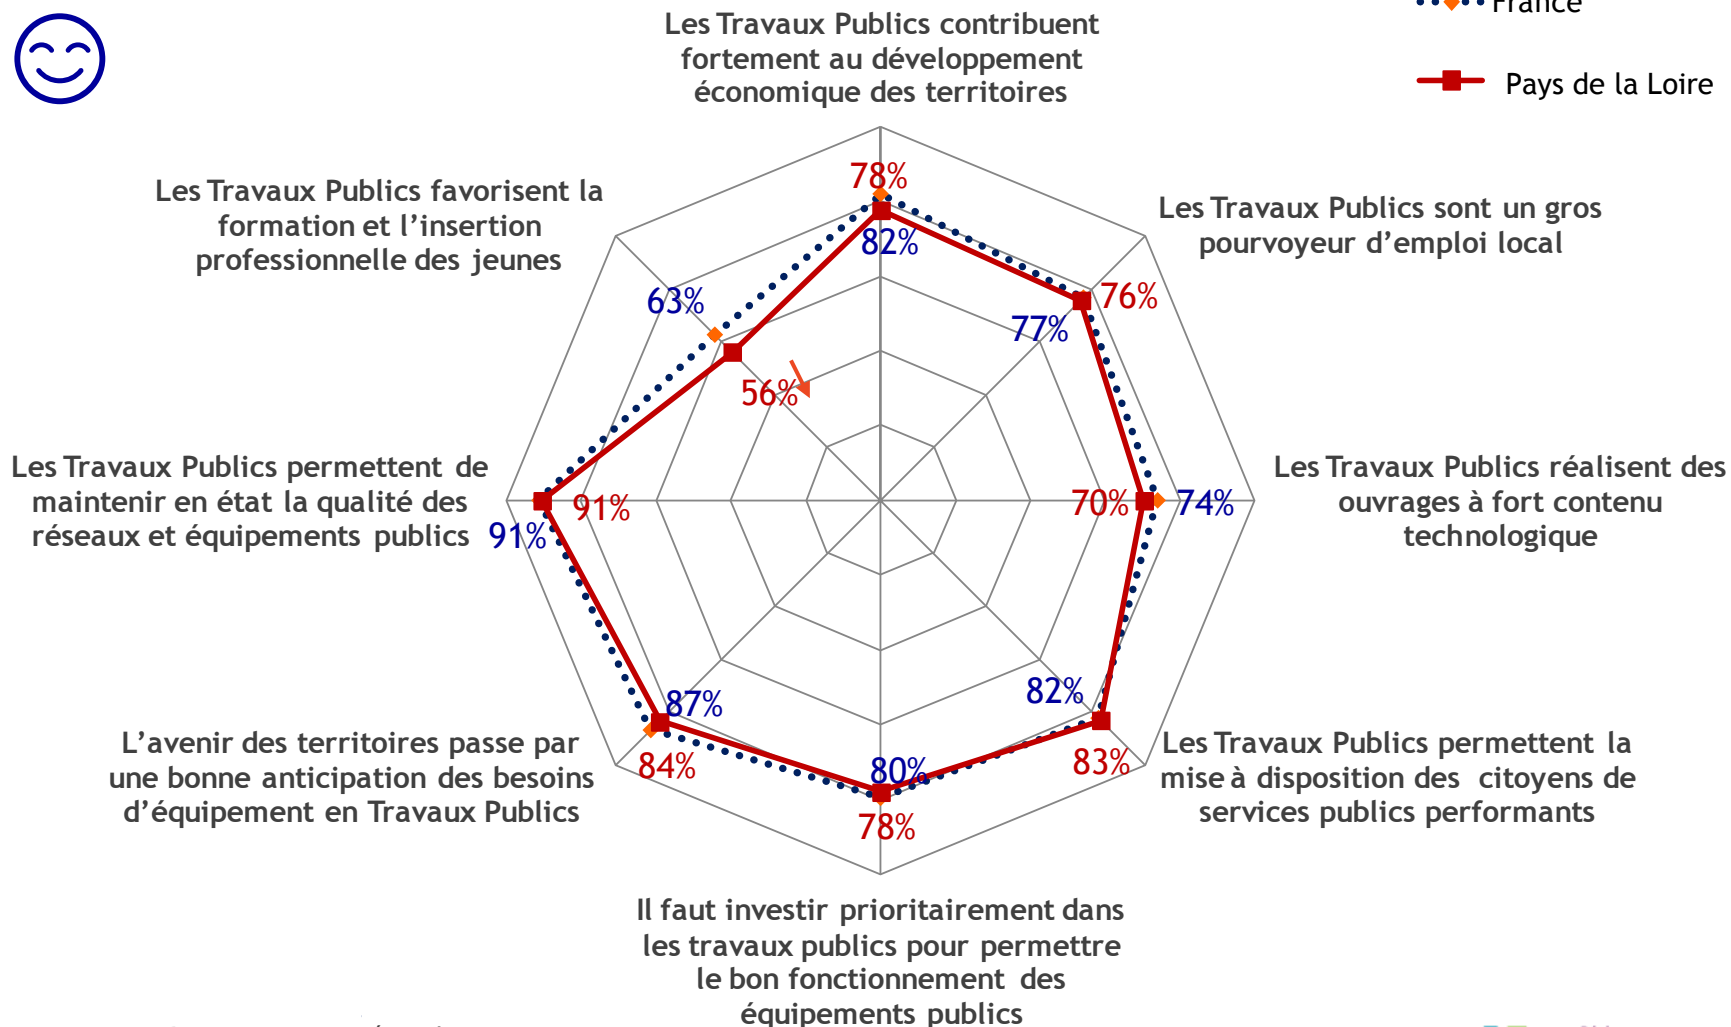 France
Pays de la Loire
Les Travaux Publics contribuent
fortement au développement
économique des territoires
78%
82%
Les Travaux Publics sont un gros
pourvoyeur d’emploi local
76%
77%
Les Travaux Publics réalisent des
ouvrages à fort contenu
technologique
70%
74%
Les Travaux Publics permettent la
mise à disposition des citoyens de
services publics performants
82%
83%
Il faut investir prioritairement dans
les travaux publics pour permettre
le bon fonctionnement des
équipements publics
80%
78%
L’avenir des territoires passe par
une bonne anticipation des besoins
d’équipement en Travaux Publics
87%
84%
Les Travaux Publics permettent de
maintenir en état la qualité des
réseaux et équipements publics
91%
91%
Les Travaux Publics favorisent la
formation et l’insertion
professionnelle des jeunes
63%
56%